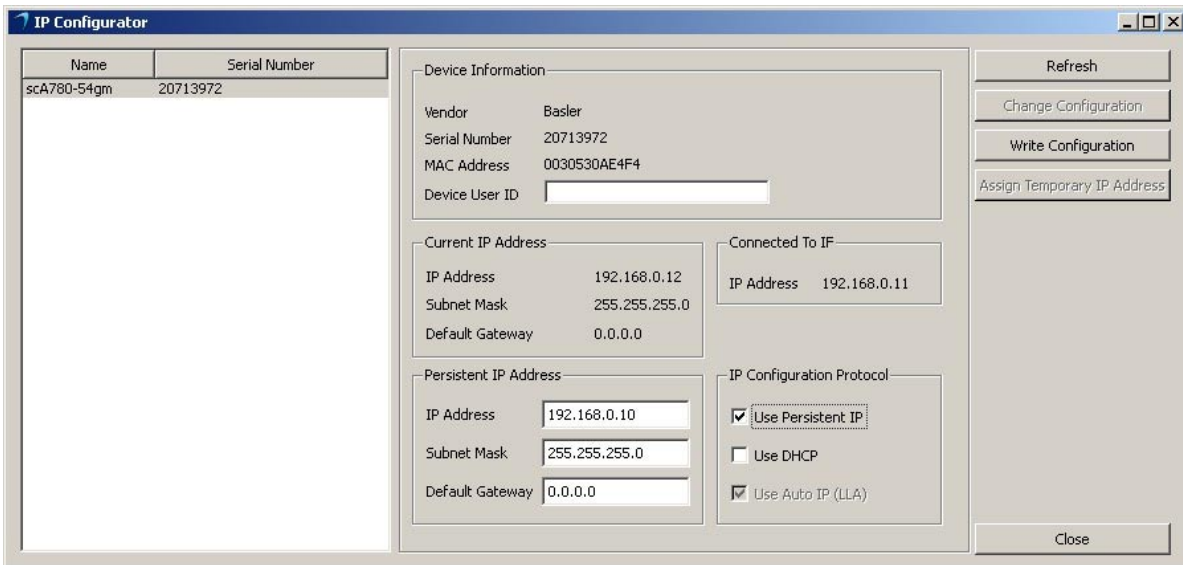 IP Configurator
Name Serial Number
scA780-54gm 20713972
Device Information
Vendor Basler
Serial Number 20713972
MAC Address 0030530AE4F4
Device User ID
Current IP Address
IP Address 192.168.0.12
Subnet Mask 255.255.255.0
Default Gateway 0.0.0.0
Connected To IF
IP Address 192.168.0.11
Persistent IP Address
IP Address 192.168.0.10
Subnet Mask 255.255.255.0
Default Gateway 0.0.0.0
IP Configuration Protocol
Use Persistent IP
Use DHCP
Use Auto IP (LLA)
Refresh
Change Configuration
Write Configuration
Assign Temporary IP Address
Close